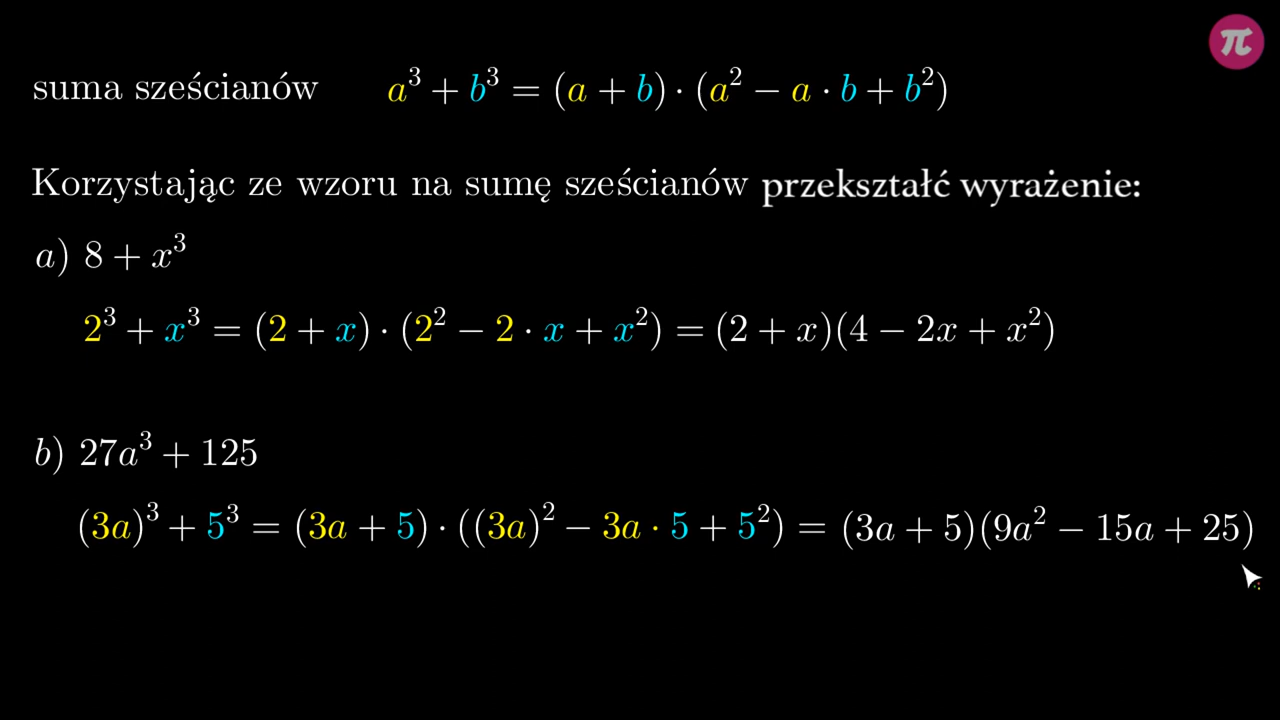 π
suma sześcianów a³ + b³ = (a + b) · (a² − a · b + b²)
Korzystając ze wzoru na sumę sześcianów przekształć wyrażenie:
a) 8 + x³
2³ + x³ = (2 + x) · (2² − 2 · x + x²) = (2 + x)(4 − 2x + x²)
b) 27a³ + 125
(3a)³ + 5³ = (3a + 5) · ((3a)² − 3a · 5 + 5²) = (3a + 5)(9a² − 15a + 25)